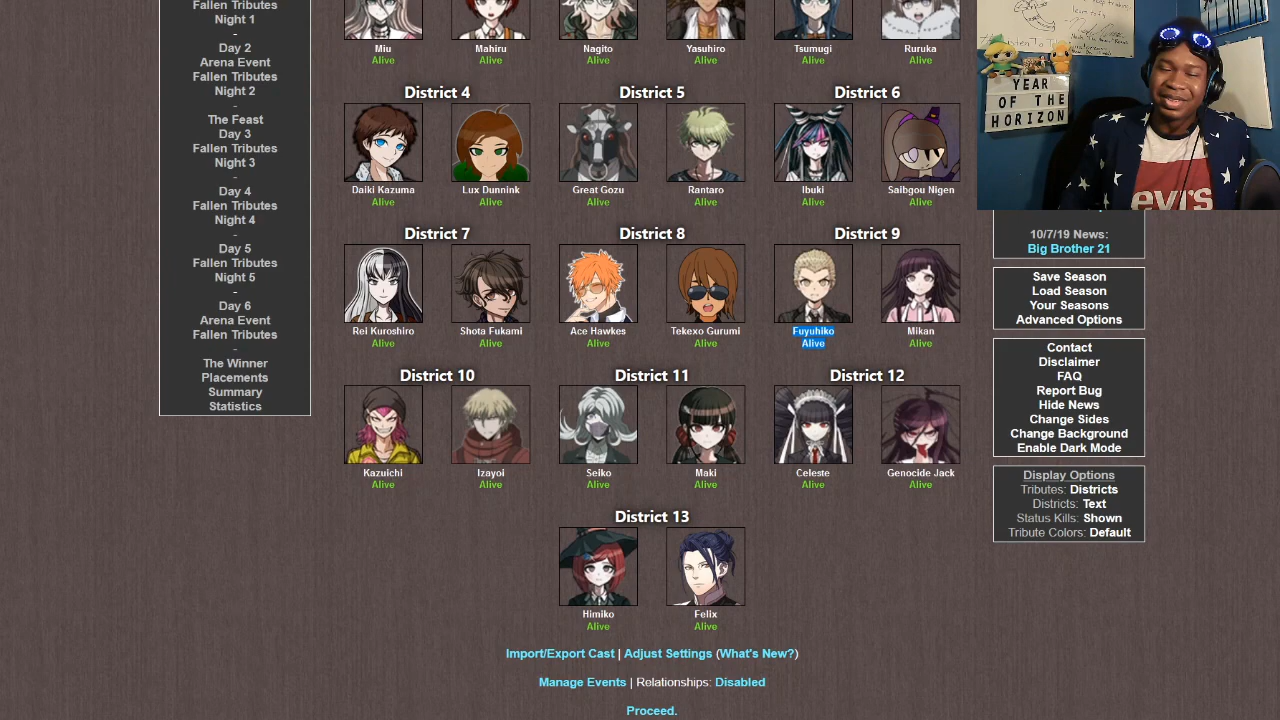 Fallen Tributes
Night 1
-
Day 2
Arena Event
Fallen Tributes
Night 2
-
The Feast
Day 3
Fallen Tributes
Night 3
-
Day 4
Fallen Tributes
Night 4
-
Day 5
Fallen Tributes
Night 5
-
Day 6
Arena Event
Fallen Tributes
-
The Winner
Placements
Summary
Statistics
Miu Mahiru Nagito Yasuhiro Tsumugi Ruruka
Alive Alive Alive Alive Alive Alive
District 4 District 5 District 6
Daiki Kazuma Lux Dunnink Great Gozu Rantaro Ibuki Saibgou Nigen
Alive Alive Alive Alive Alive Alive
District 7 District 8 District 9
Rei Kuroshiro Shota Fukami Ace Hawkes Tekexo Gurumi Fuyuhiko Mikan
Alive Alive Alive Alive Alive Alive
District 10 District 11 District 12
Kazuichi Izayoi Seiko Maki Celeste Genocide Jack
Alive Alive Alive Alive Alive Alive
District 13
Himiko Felix
Alive Alive
Import/Export Cast | Adjust Settings (What's New?)
Manage Events | Relationships: Disabled
Proceed.
YEAR
OF THE
HORIZON
10/7/19 News:
Big Brother 21
Save Season
Load Season
Your Seasons
Advanced Options
Contact
Disclaimer
FAQ
Report Bug
Hide News
Change Sides
Change Background
Enable Dark Mode
Display Options
Tributes: Districts
Districts: Text
Status Kills: Shown
Tribute Colors: Default